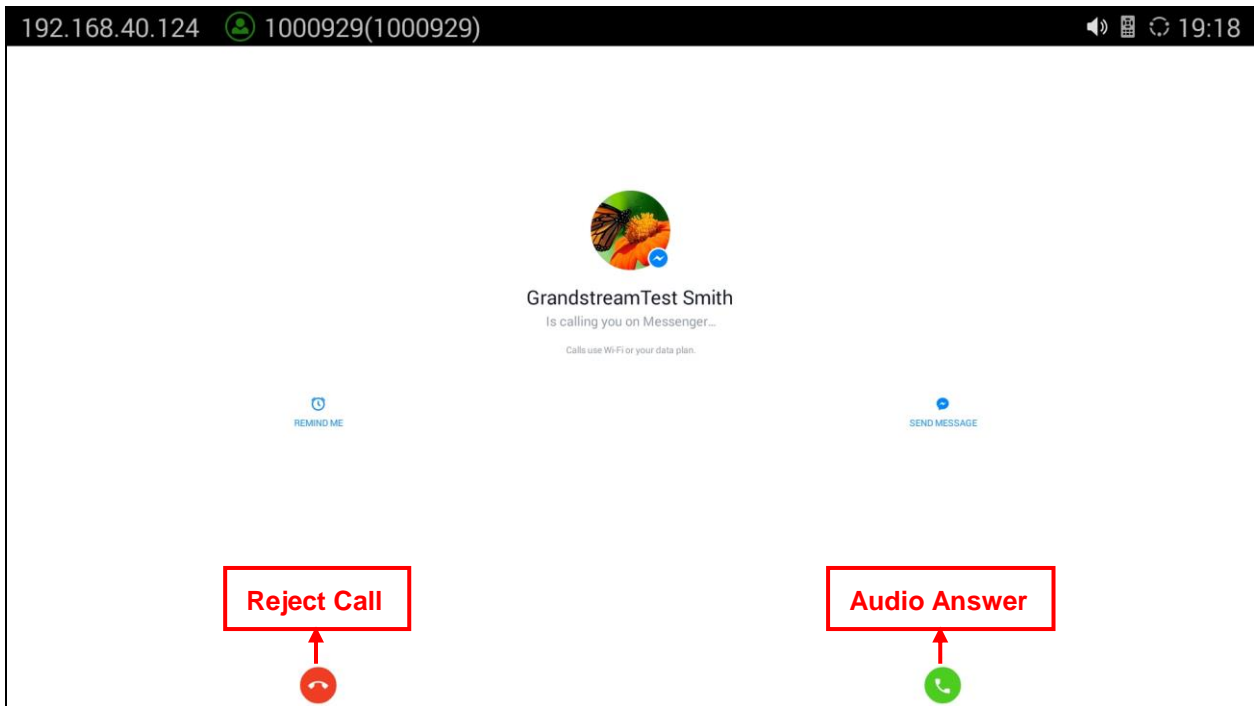 192.168.40.124 1000929(1000929) 19:18
GrandstreamTest Smith
Is calling you on Messenger...
Calls use Wi-Fi or your data plan.
REMIND ME SEND MESSAGE
Reject Call Audio Answer